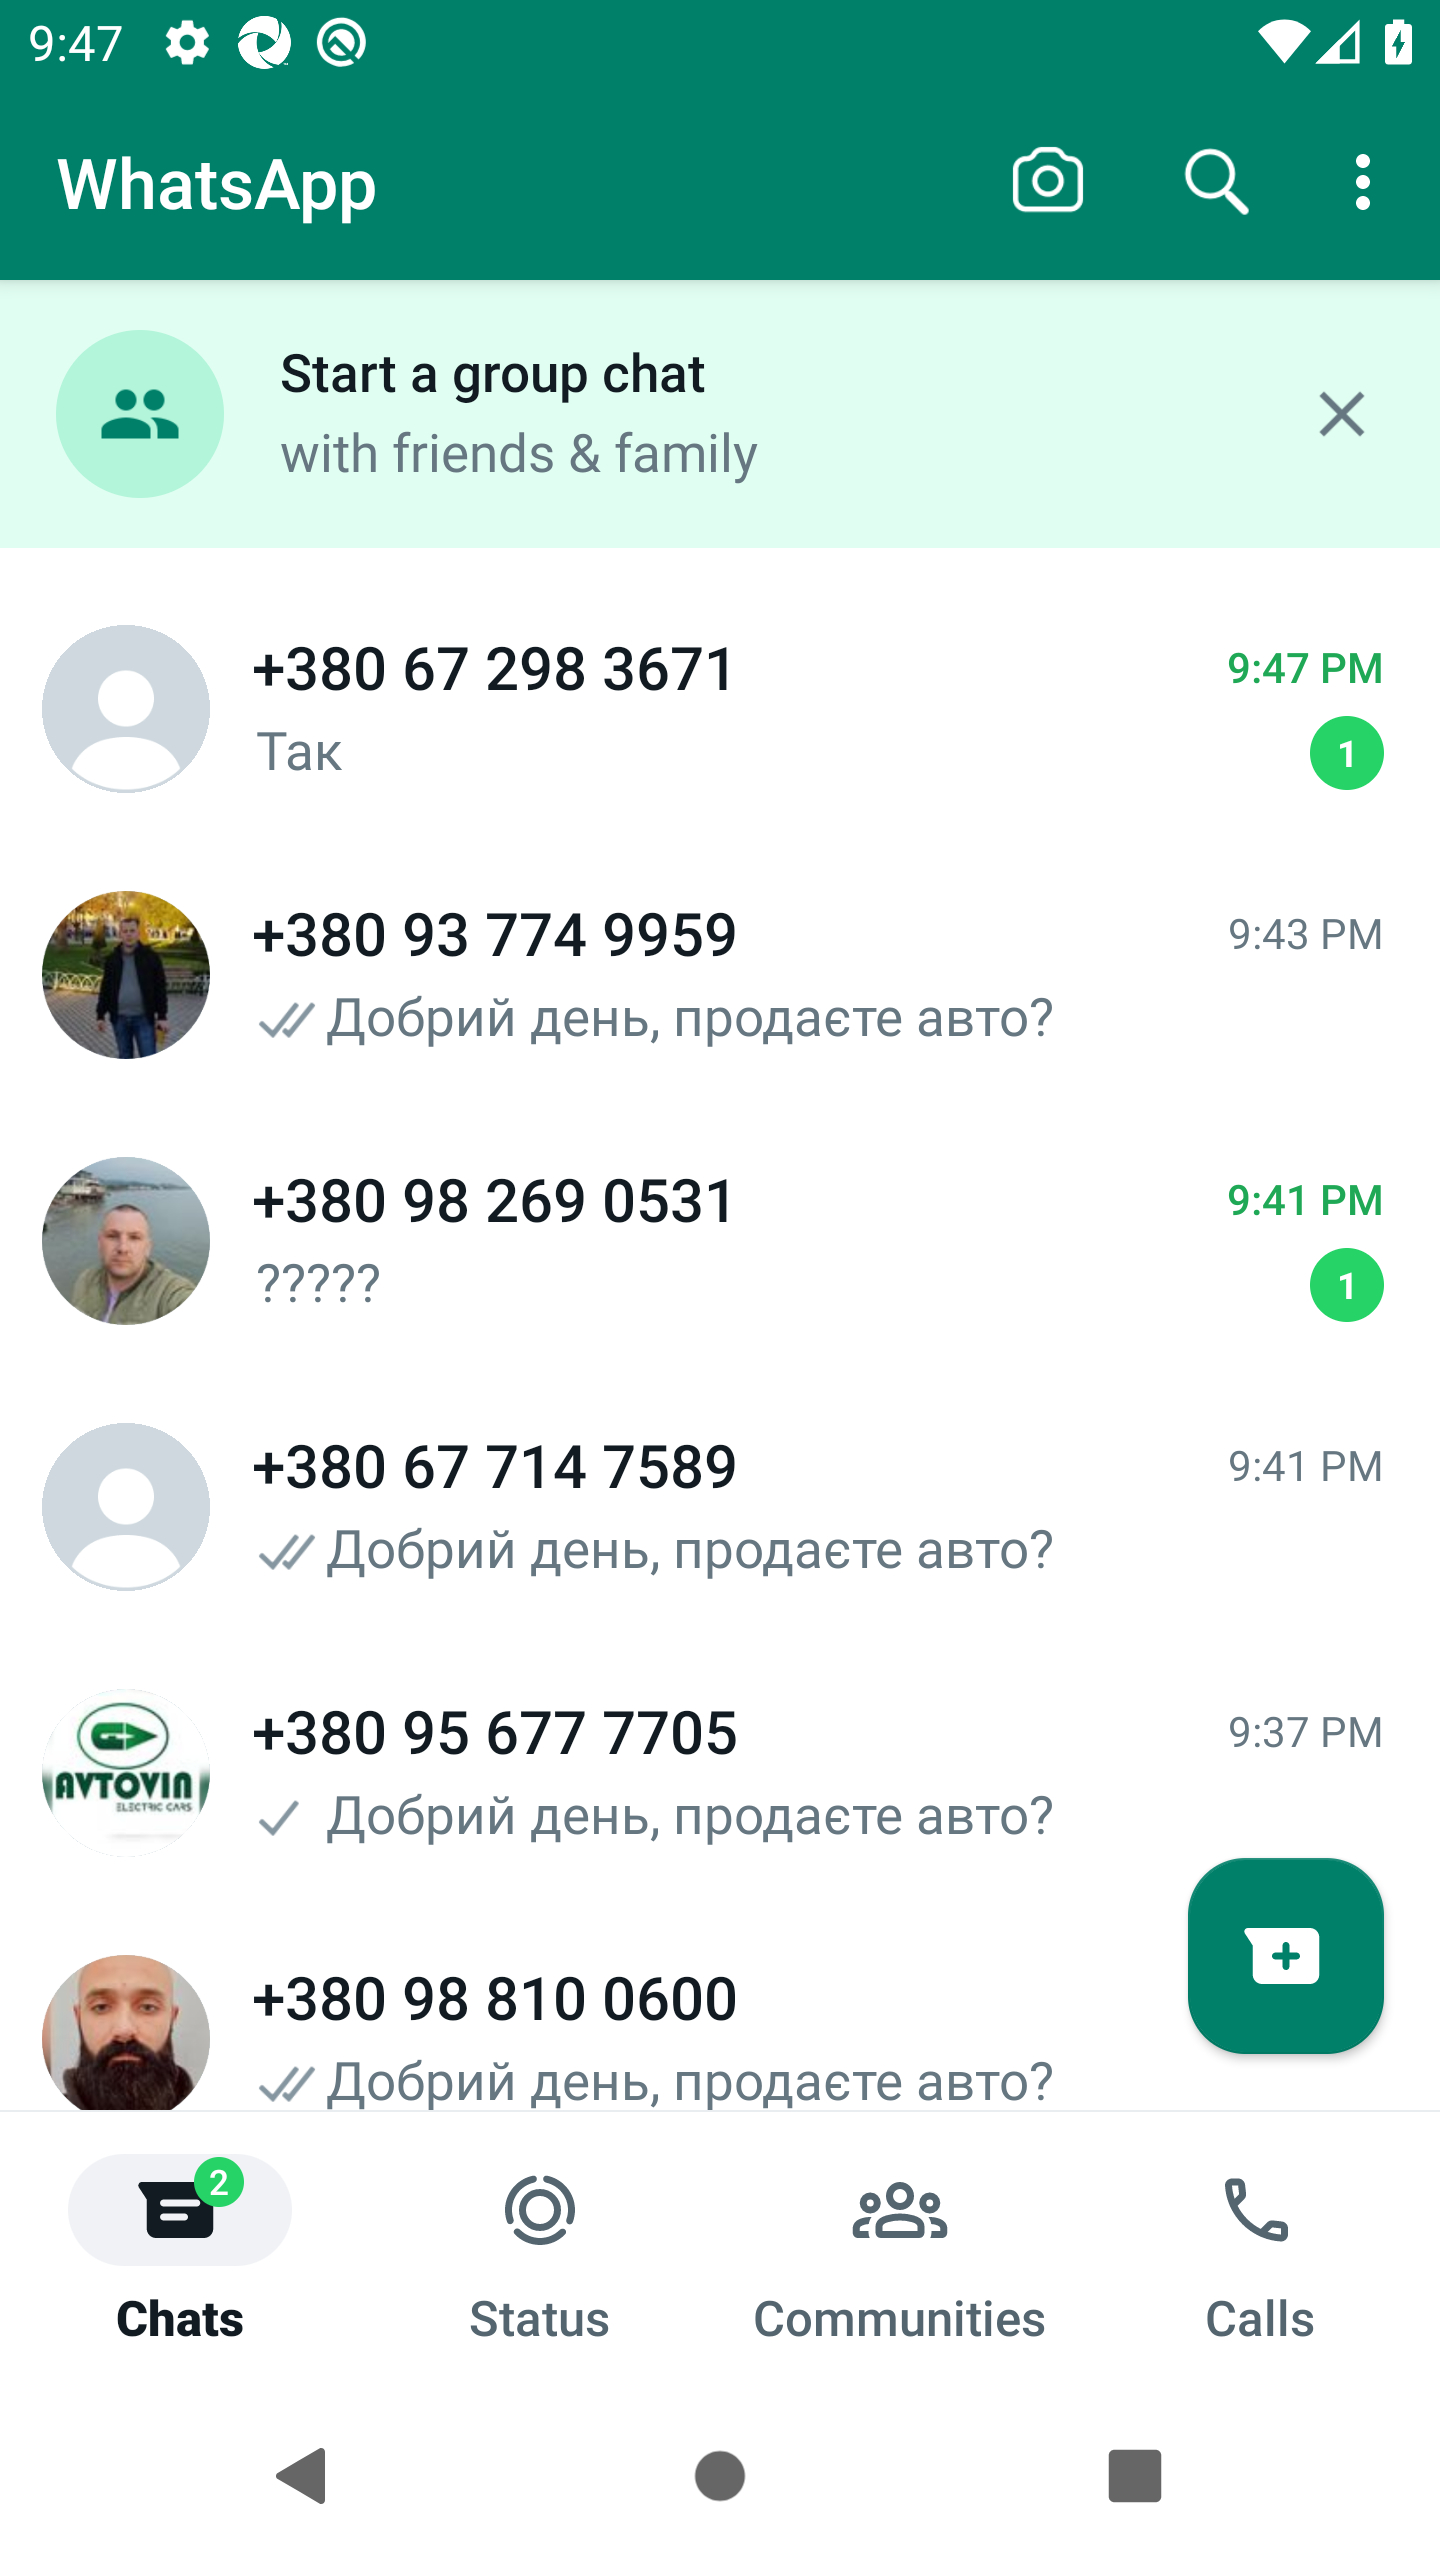 9:47
WhatsApp
Start a group chat
with friends & family
+380 67 298 3671 9:47 PM
Так 1
+380 93 774 9959 9:43 PM
Добрий день, продаєте авто?
+380 98 269 0531 9:41 PM
????? 1
+380 67 714 7589 9:41 PM
Добрий день, продаєте авто?
+380 95 677 7705 9:37 PM
AVTOVIN
ELECTRIC CARS
Добрий день, продаєте авто?
+380 98 810 0600
Добрий день, продаєте авто?
2
Chats Status Communities Calls